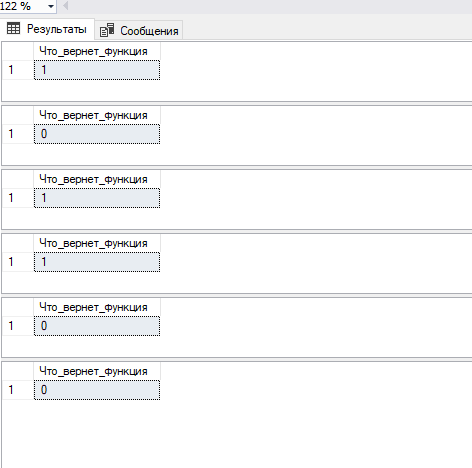 122 %
Результаты
Сообщения
Что_вернет_функция
1 1
Что_вернет_функция
1 0
Что_вернет_функция
1 1
Что_вернет_функция
1 1
Что_вернет_функция
1 0
Что_вернет_функция
1 0